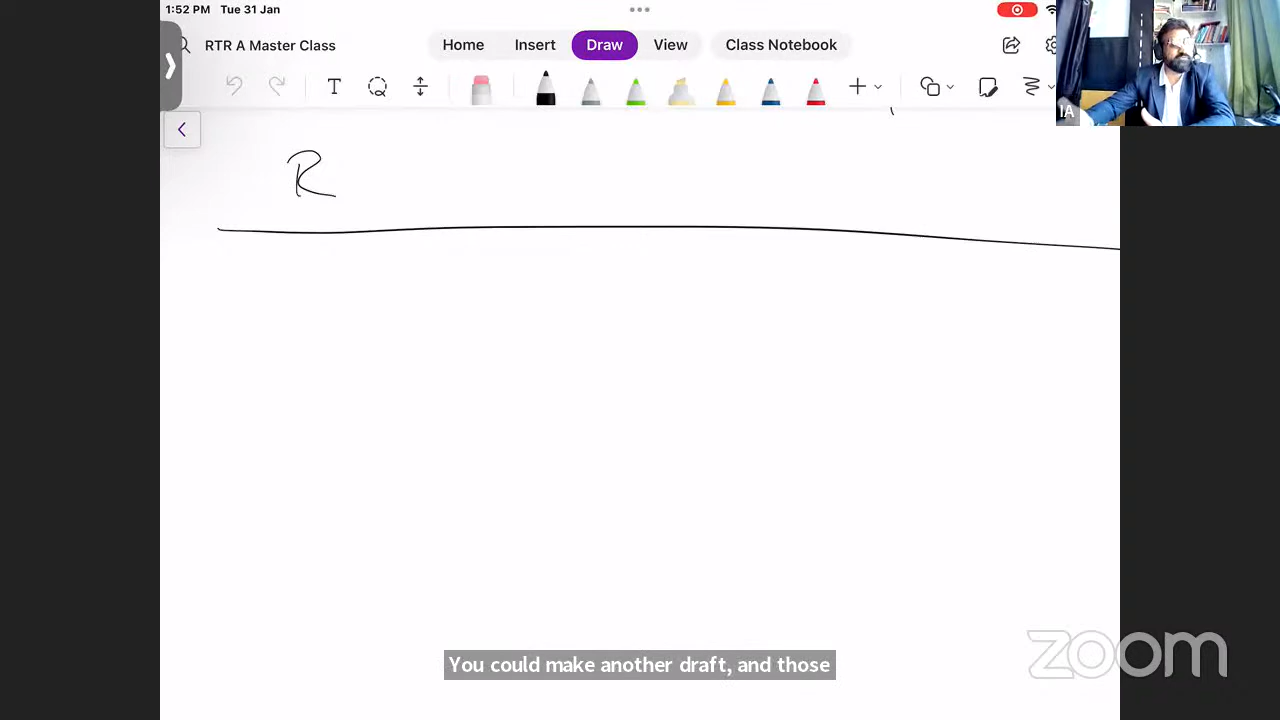 1:52 PM Tue 31 Jan
RTR A Master Class
Home Insert Draw View Class Notebook
T
IA
R
You could make another draft, and those
zoom